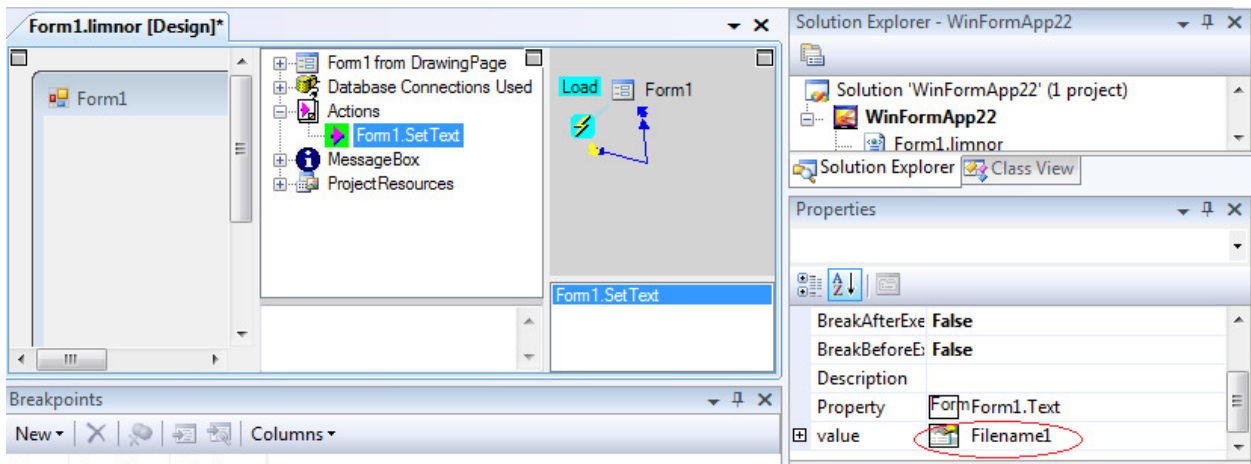 Form1.limnor [Design]*
Form1
Form1 from DrawingPage
Database Connections Used
Actions
Form1.SetText
MessageBox
ProjectResources
Load
Form1
Form1.SetText
Breakpoints
New
Columns
Solution Explorer - WinFormApp22
Solution 'WinFormApp22' (1 project)
WinFormApp22
Form1.limnor
Solution Explorer
Class View
Properties
BreakAfterExe False
BreakBeforeE False
Description
Property Form Form1.Text
value Filename1